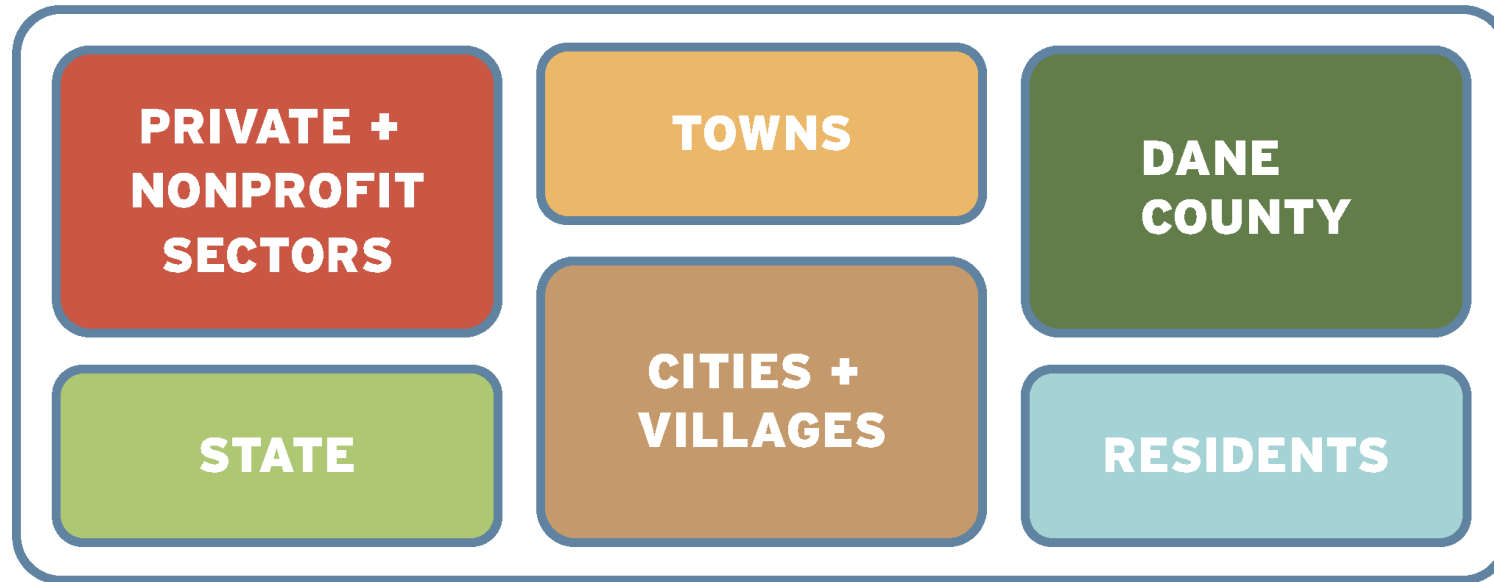 PRIVATE +
NONPROFIT
SECTORS
TOWNS
DANE
COUNTY
STATE
CITIES +
VILLAGES
RESIDENTS